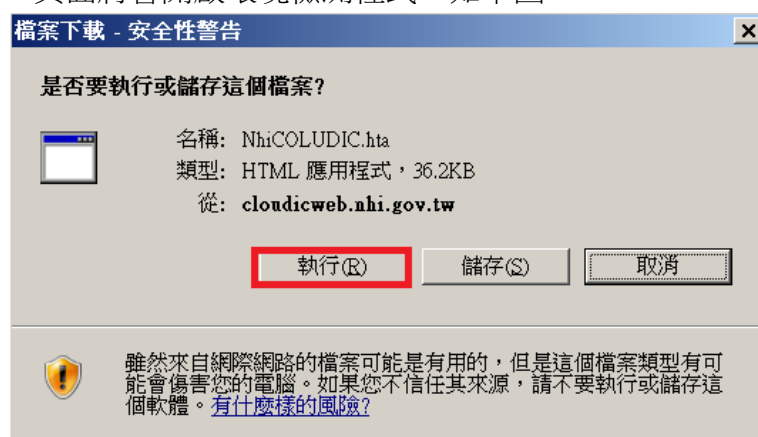 檔案下載 - 安全性警告
是否要執行或儲存這個檔案?
名稱: NhiCOLUDIC.hta
類型: HTML 應用程式，36.2KB
從: cloudicweb.nhi.gov.tw
執行(R) 儲存(S) 取消
雖然來自網際網路的檔案可能是有用的，但是這個檔案類型有可
能會傷害您的電腦。如果您不信任其來源，請不要執行或儲存這
個軟體。有什麼樣的風險?